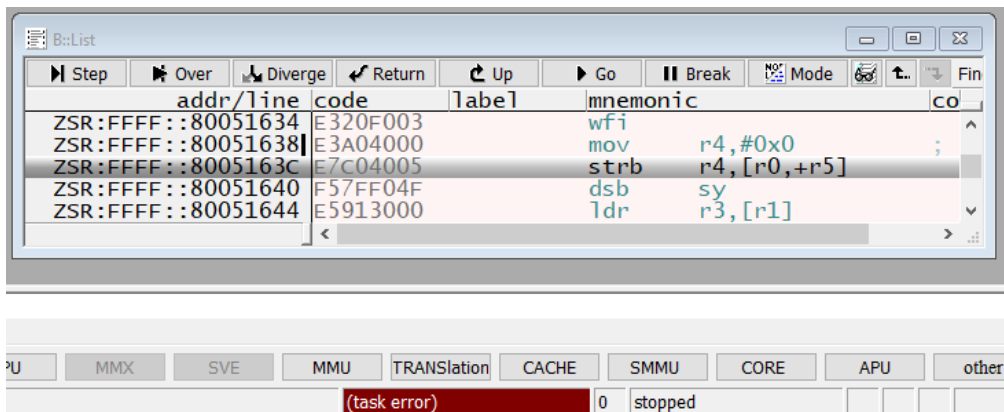 B::List
Step Over Diverge Return Up Go Break Mode t.. Fin
addr/line code label mnemonic co
ZSR:FFFF::80051634 E320F003 wfi
ZSR:FFFF::80051638 E3A04000 mov r4,#0x0 ;
ZSR:FFFF::8005163C E7C04005 strb r4,[r0,+r5]
ZSR:FFFF::80051640 F57FF04F dsb sy
ZSR:FFFF::80051644 E5913000 ldr r3,[r1]
PU MMX SVE MMU TRANSlation CACHE SMMU CORE APU other
(task error) 0 stopped